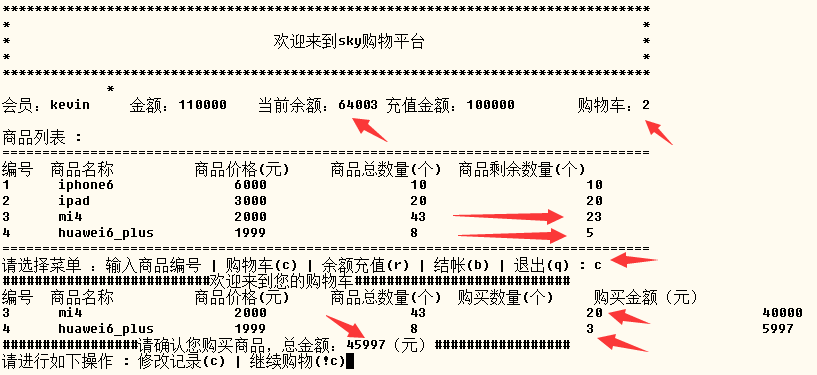 ********************************************************************************
*                                                                              *
*                          欢迎来到sky购物平台                          *
*                                                                              *
********************************************************************************
*
会员: kevin 金额: 110000 当前余额: 64003 充值金额: 100000 购物车: 2
商品列表 :
================================================================================
编号 商品名称 商品价格(元) 商品总数量(个) 商品剩余数量(个)
1 iphone6 6000 10 10
2 ipad 3000 20 20
3 mi4 2000 43 23
4 huawei6_plus 1999 8 5
================================================================================
请选择菜单 : 输入商品编号 | 购物车(c) | 余额充值(r) | 结帐(b) | 退出(q) : c
##########################欢迎来到您的购物车##########################
编号 商品名称 商品价格(元) 商品总数量(个) 购买数量(个) 购买金额（元）
3 mi4 2000 43 20 40000
4 huawei6_plus 1999 8 3 5997
#################请确认您购买商品, 总金额: 45997（元）#################
请进行如下操作 : 修改记录(c) | 继续购物(!c)